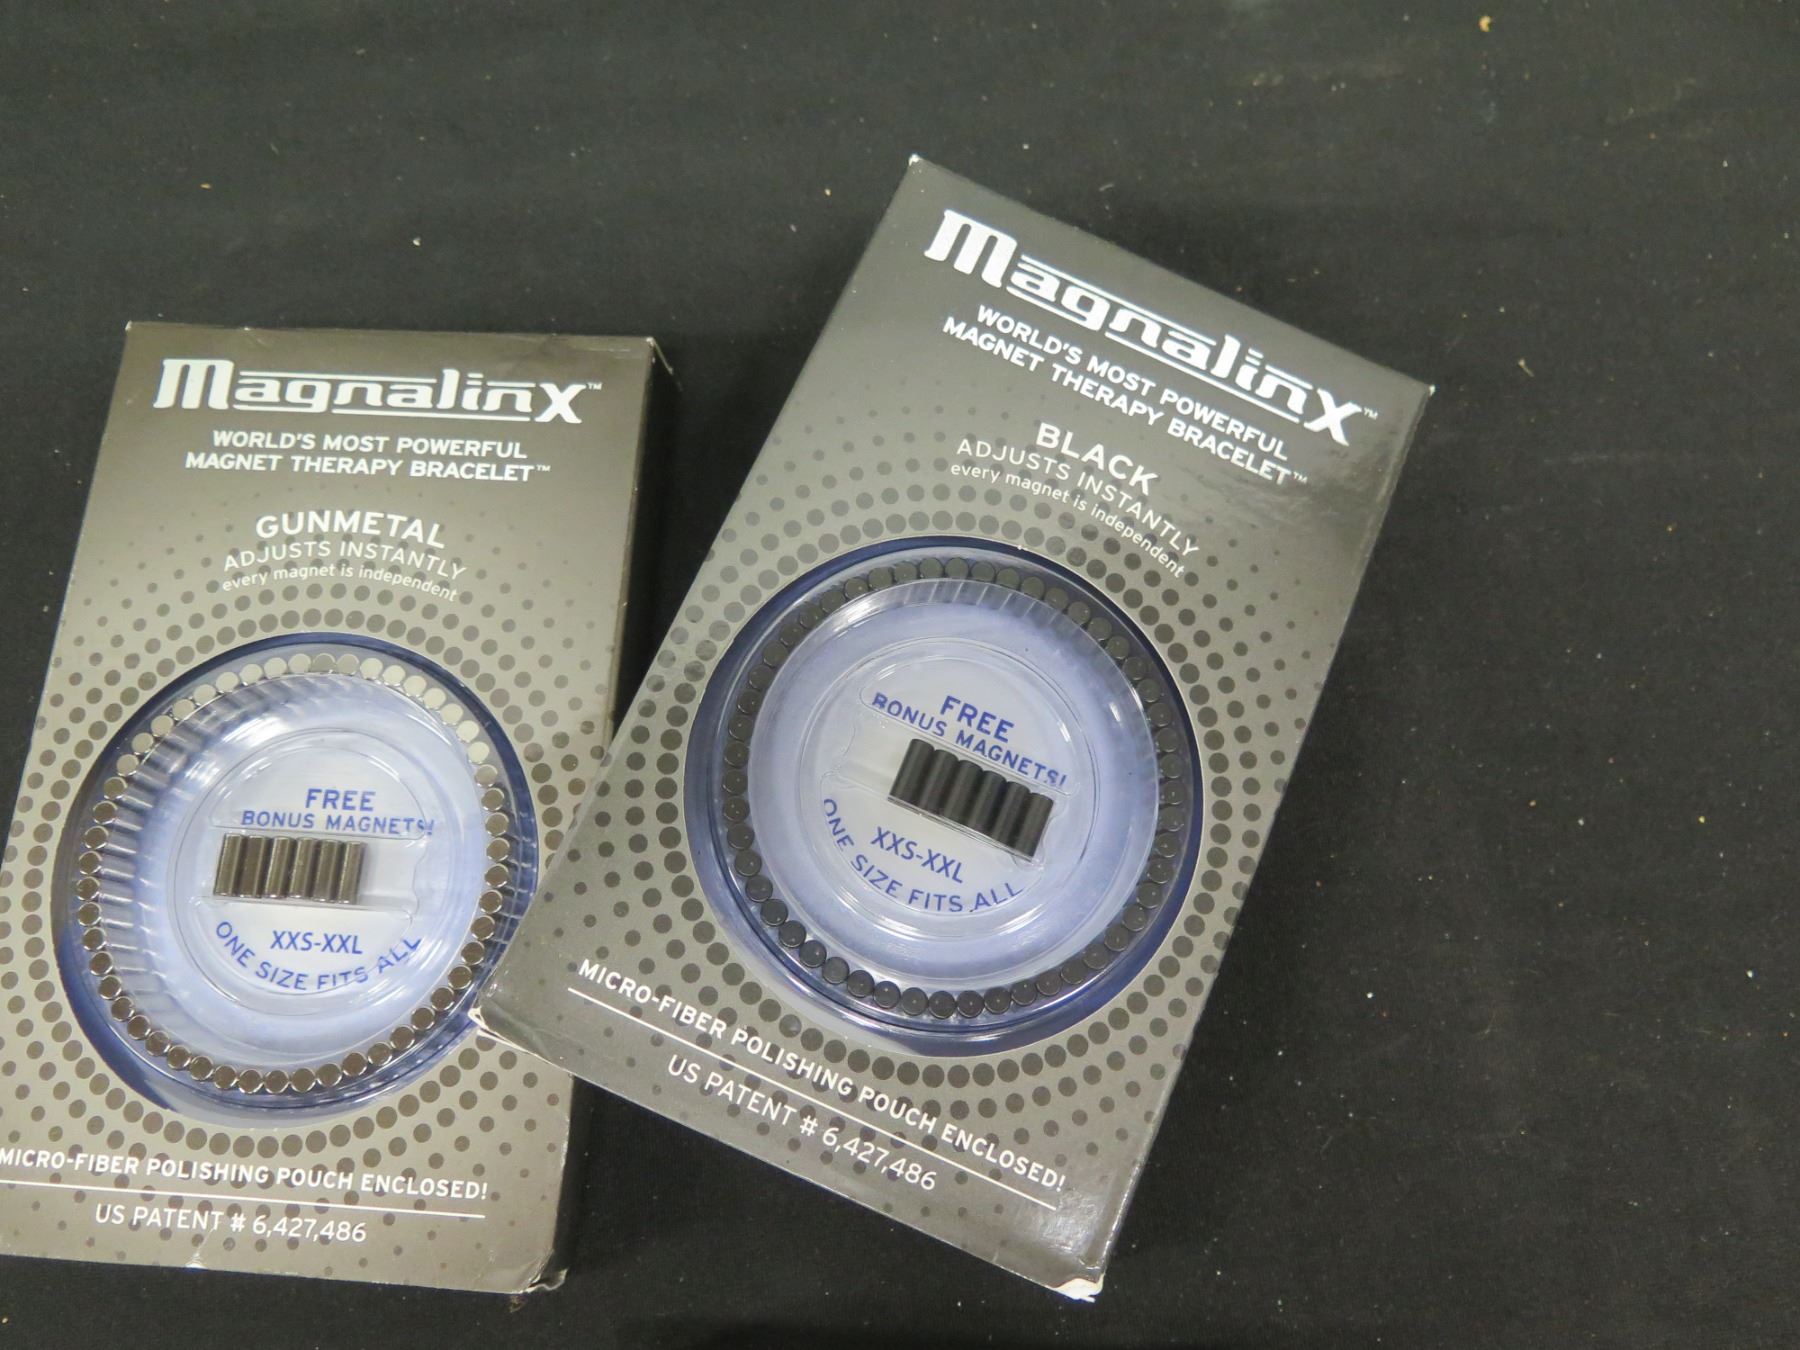 MagnalinX™
WORLD'S MOST POWERFUL
MAGNET THERAPY BRACELET™
GUNMETAL
ADJUSTS INSTANTLY
every magnet is independent
FREE
BONUS MAGNETS!
XXS-XXL
ONE SIZE FITS ALL
MICRO-FIBER POLISHING POUCH ENCLOSED!
US PATENT # 6,427,486
MagnalinX™
WORLD'S MOST POWERFUL
MAGNET THERAPY BRACELET™
BLACK
ADJUSTS INSTANTLY
every magnet is independent
FREE
BONUS MAGNETS!
XXS-XXL
ONE SIZE FITS ALL
MICRO-FIBER POLISHING POUCH ENCLOSED!
US PATENT # 6,427,486